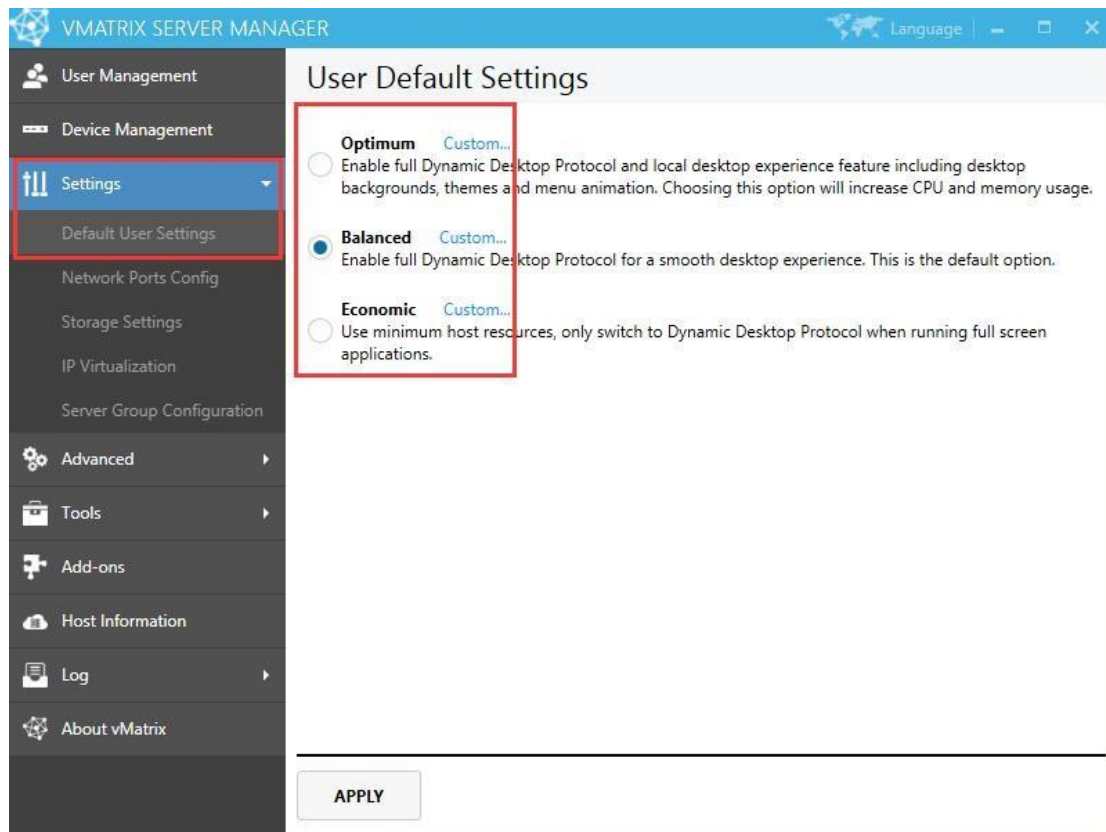 VMATRIX SERVER MANAGER
Language
User Management
Device Management
Settings
Default User Settings
Network Ports Config
Storage Settings
IP Virtualization
Server Group Configuration
Advanced
Tools
Add-ons
Host Information
Log
About vMatrix
User Default Settings
Optimum Custom...
Enable full Dynamic Desktop Protocol and local desktop experience feature including desktop
backgrounds, themes and menu animation. Choosing this option will increase CPU and memory usage.
Balanced Custom...
Enable full Dynamic Desktop Protocol for a smooth desktop experience. This is the default option.
Economic Custom...
Use minimum host resources, only switch to Dynamic Desktop Protocol when running full screen
applications.
APPLY